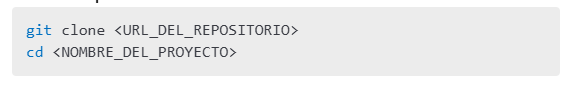 git clone <URL_DEL_REPOSITORIO>
cd <NOMBRE_DEL_PROYECTO>